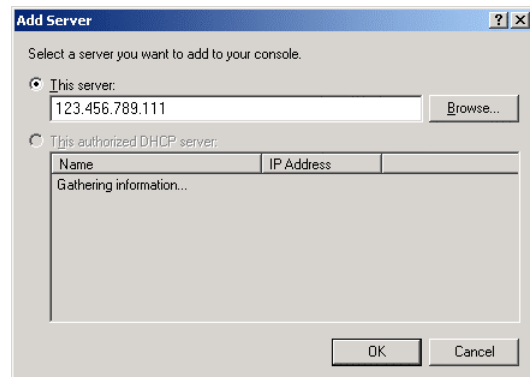 Add Server
Select a server you want to add to your console.
This server:
123.456.789.111
Browse...
This authorized DHCP server:
Name IP Address
Gathering information...
OK Cancel